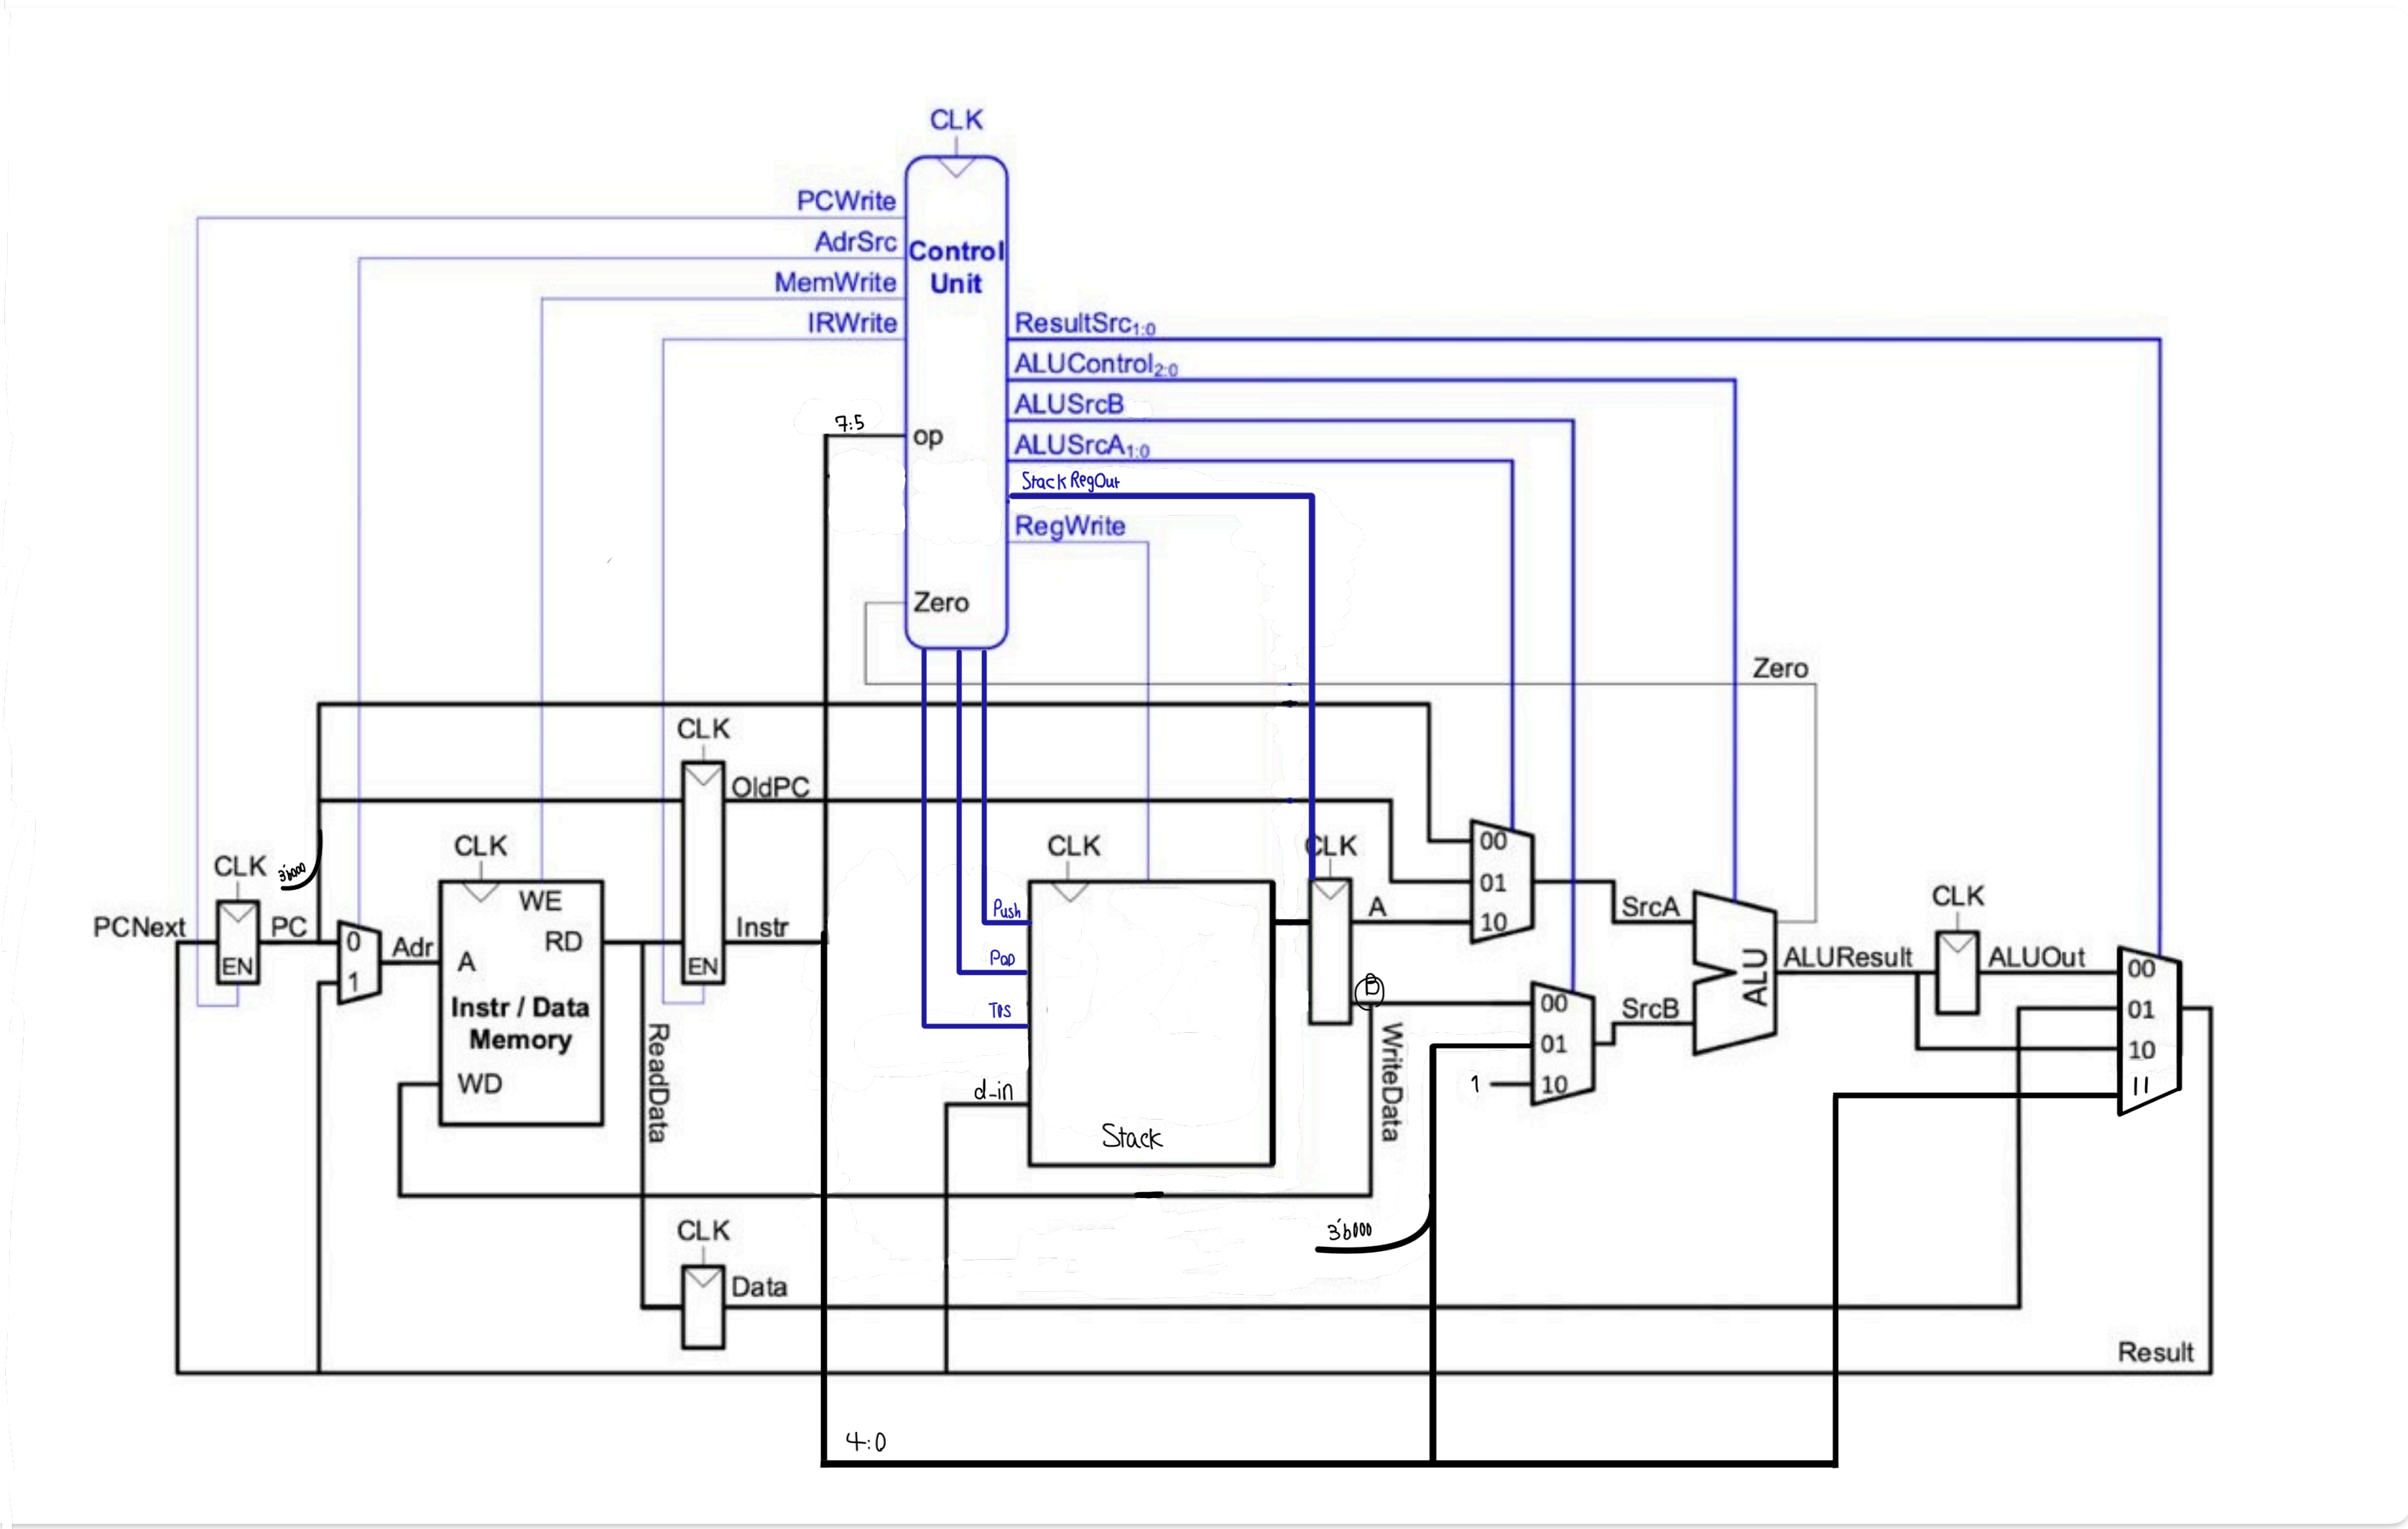 CLK
PCWrite
AdrSrc
MemWrite
IRWrite
Control
Unit
ResultSrc1:0
ALUControl2:0
ALUSrcB
ALUSrcA1:0
StackRegOut
RegWrite
7:5
op
Zero
Zero
CLK
OldPC
CLK
3'b000
PCNext
PC
EN
0
1
Adr
CLK
WE
RD
A
Instr / Data
Memory
WD
Instr
EN
ReadData
CLK
Push
Pop
TOS
d-in
Stack
CLK
A
B
WriteData
00
01
10
SrcA
00
01
1
10
SrcB
ALU
ALUResult
CLK
ALUOut
00
01
10
11
3'b000
CLK
Data
Result
4:0